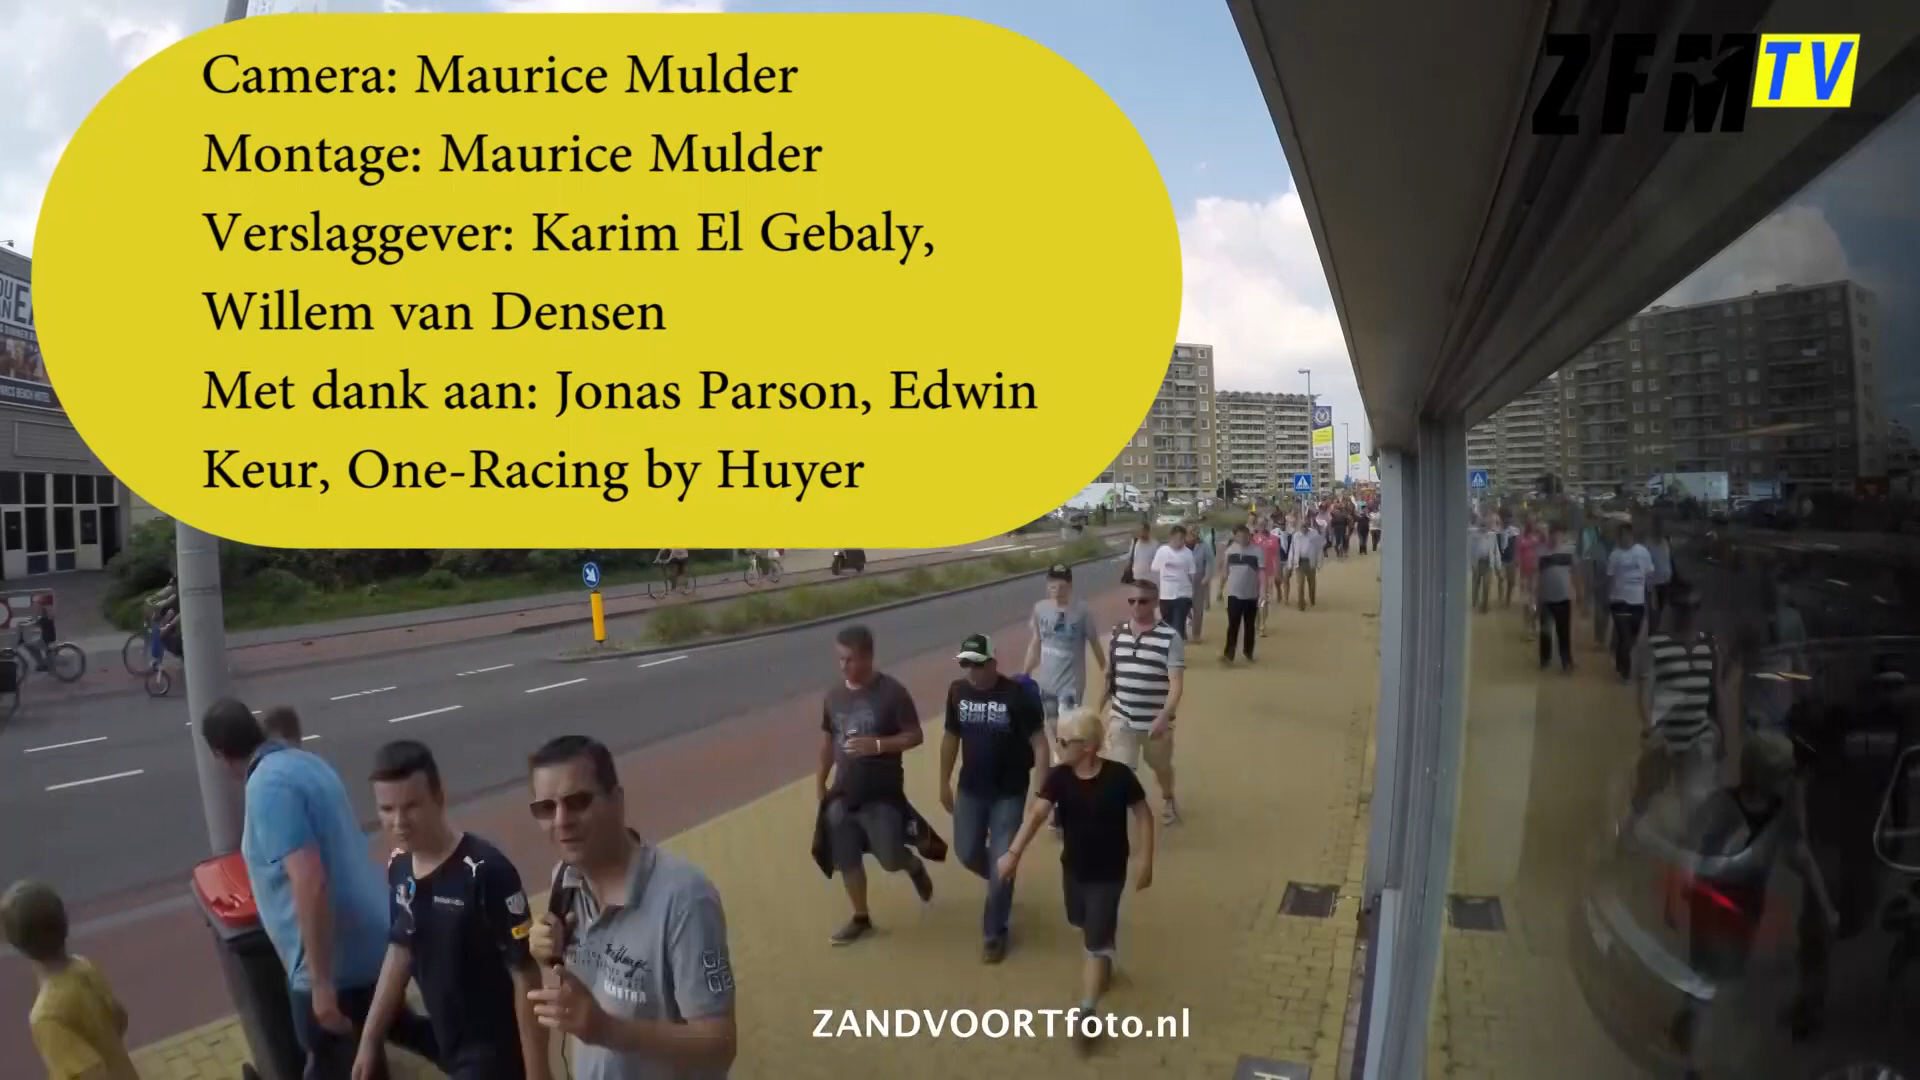 Camera: Maurice Mulder
Montage: Maurice Mulder
Verslaggever: Karim El Gebaly,
Willem van Densen
Met dank aan: Jonas Parson, Edwin
Keur, One-Racing by Huyer
ZFM TV
StarRa
ZANDVOORTfoto.nl